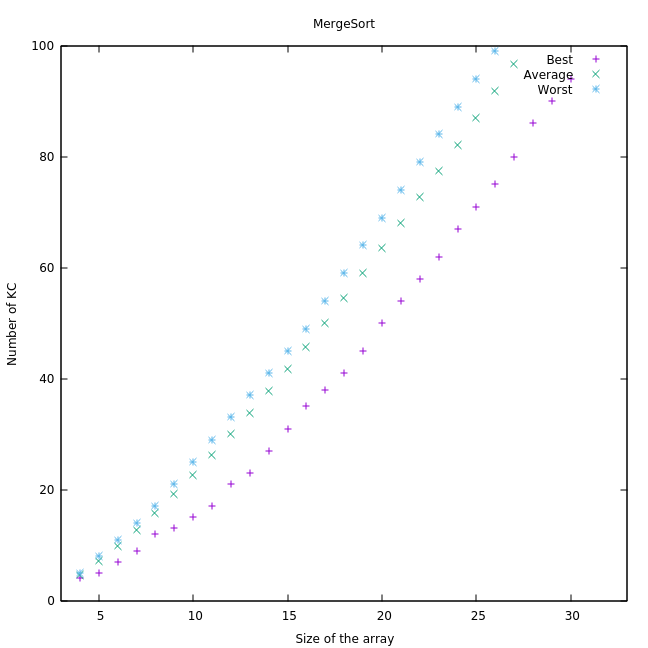 MergeSort
100
80
60
40
20
0
Number of KC
Best
Average
Worst
5 10 15 20 25 30
Size of the array